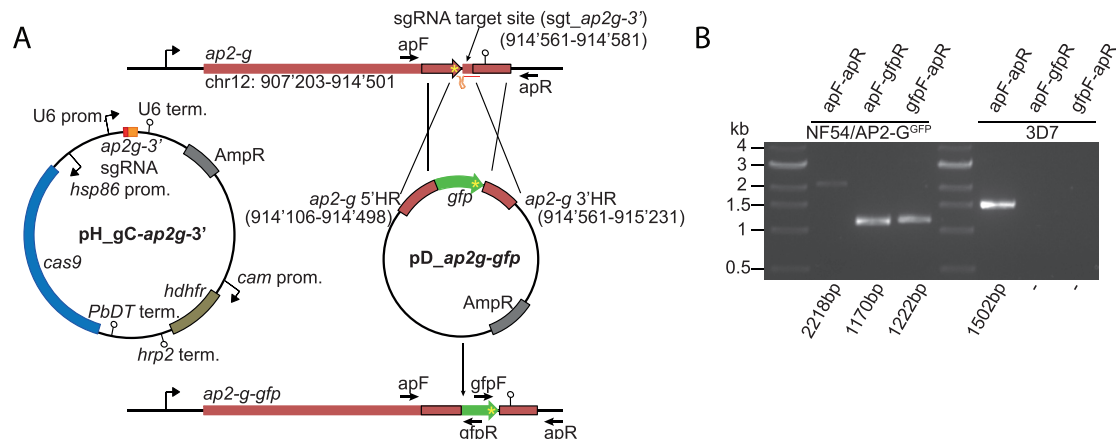 A
sgRNA target site (sgt_ap2g-3')
(914'561-914'581)
ap2-g
apF
chr12: 907'203-914'501
apR
U6 prom.
U6 term.
ap2g-3'
sgRNA
AmpR
hsp86 prom.
pH_gC-ap2g-3'
cas9
cam prom.
hdhfr
PbDT term.
hrp2 term.
ap2-g 5'HR
(914'106-914'498)
gfp
ap2-g 3'HR
(914'561-915'231)
pD_ap2g-gfp
AmpR
ap2-g-gfp
apF
gfpF
gfpR
apR
B
apF-apR
apF-gfpR
gfpF-apR
apF-apR
apF-gfpR
gfpF-apR
kb
NF54/AP2-GGFP
3D7
4
3
2
1.5
1
0.5
2218bp
1170bp
1222bp
1502bp
-
-